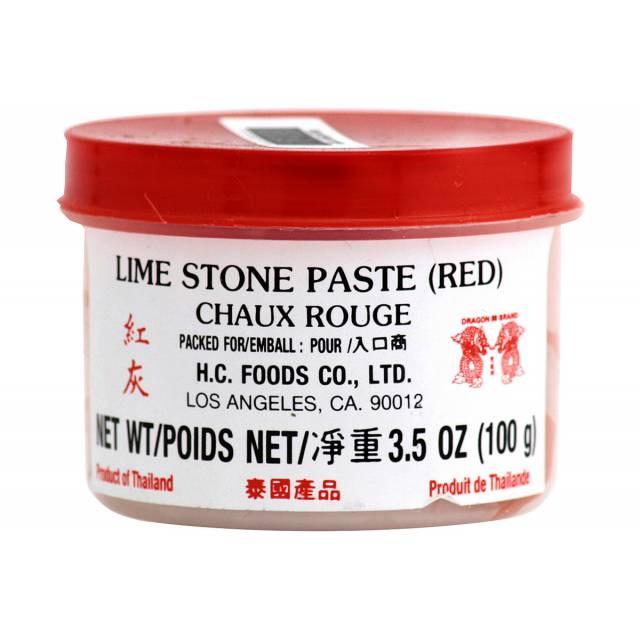 LIME STONE PASTE (RED)
CHAUX ROUGE
紅灰
PACKED FOR/EMBALL : POUR /入口商
DRAGON BRAND
H.C. FOODS CO., LTD.
LOS ANGELES, CA. 90012
NET WT/POIDS NET/淨重 3.5 OZ (100 g)
Product of Thailand
泰國產品
Produit de Thailande